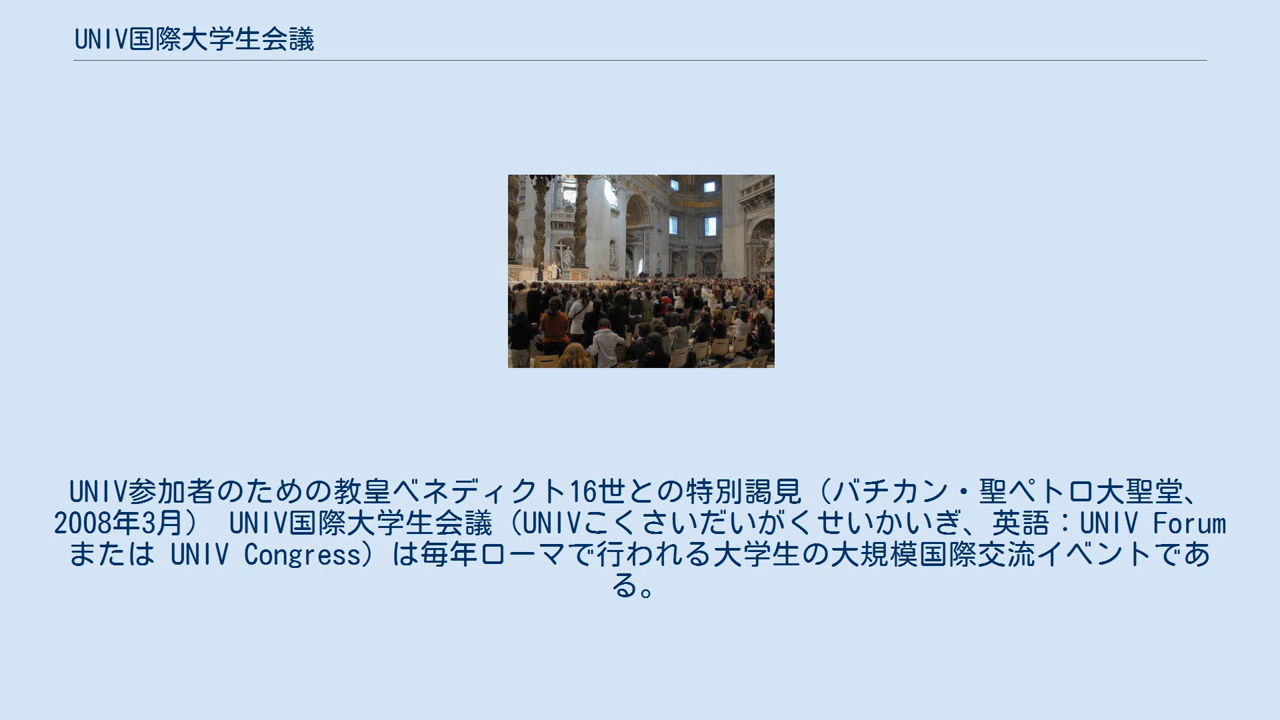 UNIV国際大学生会議
UNIV参加者のための教皇ベネディクト16世との特別謁見（バチカン・聖ペトロ大聖堂、
2008年3月） UNIV国際大学生会議（UNIVこくさいだいがくせいかいぎ、英語：UNIV Forum
または UNIV Congress）は毎年ローマで行われる大学生の大規模国際交流イベントであ
る。